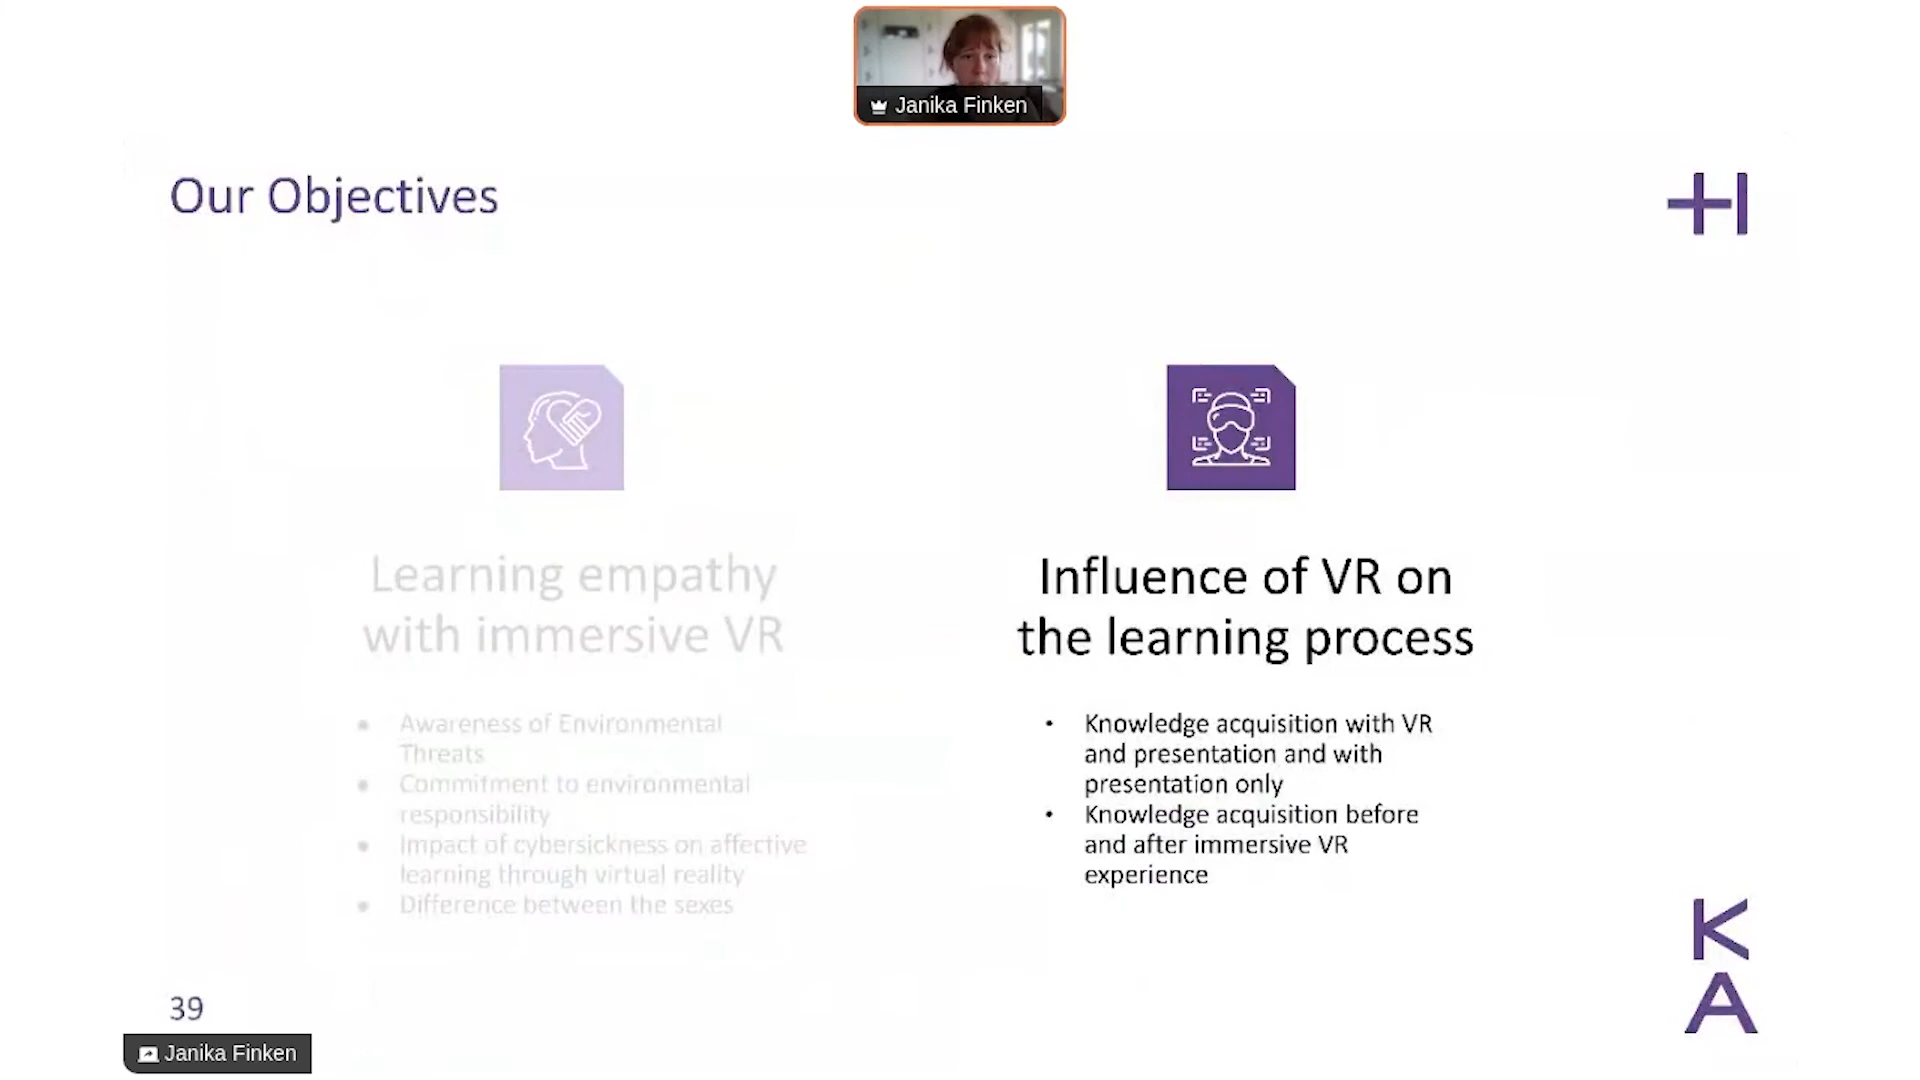 Janika Finken
Our Objectives
H
Learning empathy
with immersive VR
● Awareness of Environmental
Threats
● Commitment to environmental
responsibility
● Impact of cybersickness on affective
learning through virtual reality
● Difference between the sexes
Influence of VR on
the learning process
• Knowledge acquisition with VR
and presentation and with
presentation only
• Knowledge acquisition before
and after immersive VR
experience
K
A
39
Janika Finken